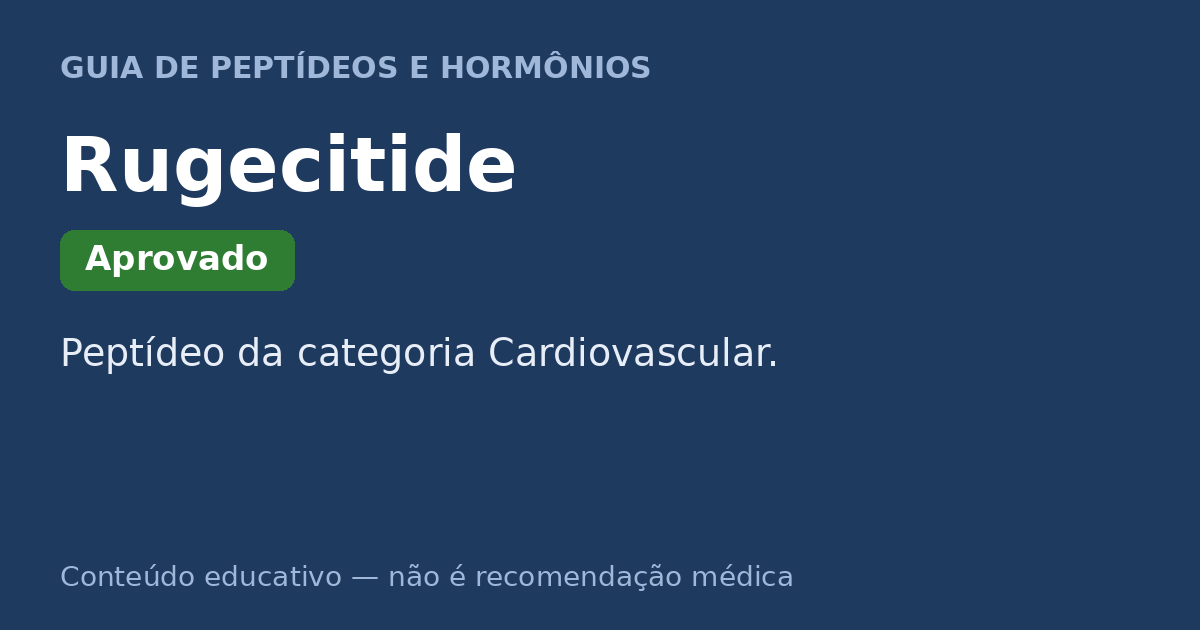 GUIA DE PEPTÍDEOS E HORMÔNIOS
Rugecitide
Aprovado
Peptídeo da categoria Cardiovascular.
Conteúdo educativo — não é recomendação médica